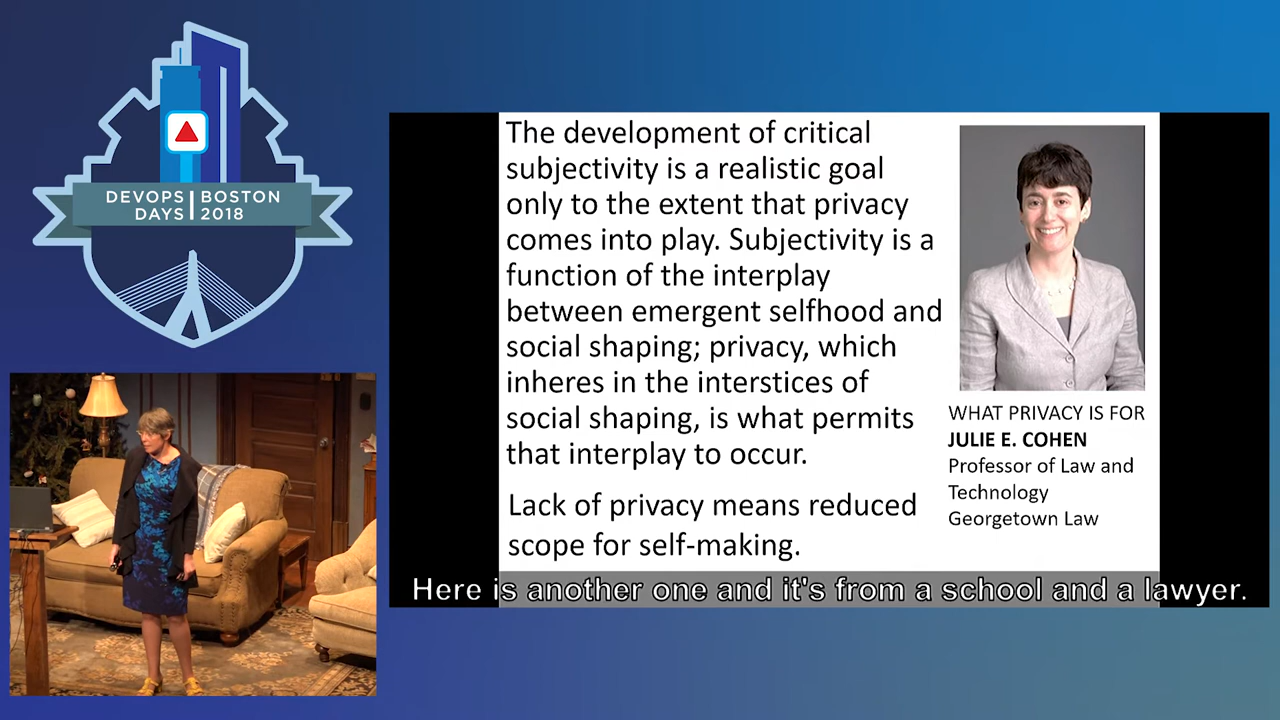 DEVOPS BOSTON
DAYS 2018
The development of critical
subjectivity is a realistic goal
only to the extent that privacy
comes into play. Subjectivity is a
function of the interplay
between emergent selfhood and
social shaping; privacy, which
inheres in the interstices of
social shaping, is what permits
that interplay to occur.
Lack of privacy means reduced
scope for self-making.
WHAT PRIVACY IS FOR
JULIE E. COHEN
Professor of Law and
Technology
Georgetown Law
Here is another one and it's from a school and a lawyer.